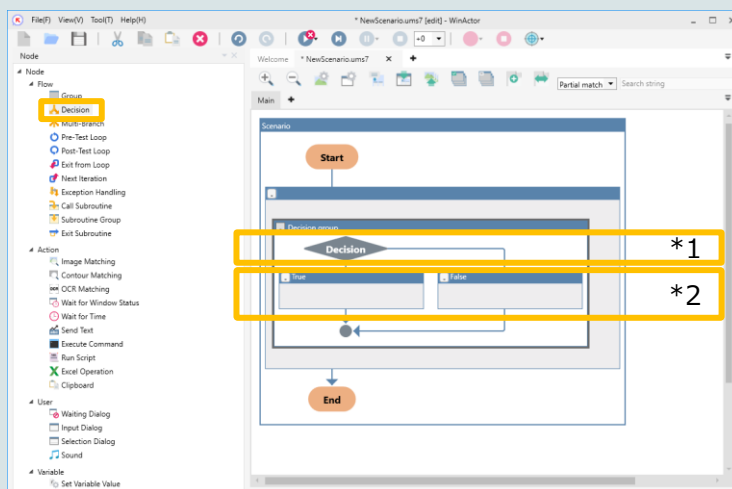 File(F) View(V) Tool(T) Help(H)
* NewScenario.ums7 [edit] - WinActor
+0
Node
Welcome
* NewScenario.ums7
Partial match
Search string
Main
Node
Flow
Group
Decision
Multi-Branch
Pre-Test Loop
Post-Test Loop
Exit from Loop
Next Iteration
Exception Handling
Call Subroutine
Subroutine Group
Exit Subroutine
Action
Image Matching
Contour Matching
OCR Matching
Wait for Window Status
Wait for Time
Send Text
Execute Command
Run Script
Excel Operation
Clipboard
User
Waiting Dialog
Input Dialog
Selection Dialog
Sound
Variable
Set Variable Value
Scenario
Start
Decision group
Decision
*1
True
False
*2
End